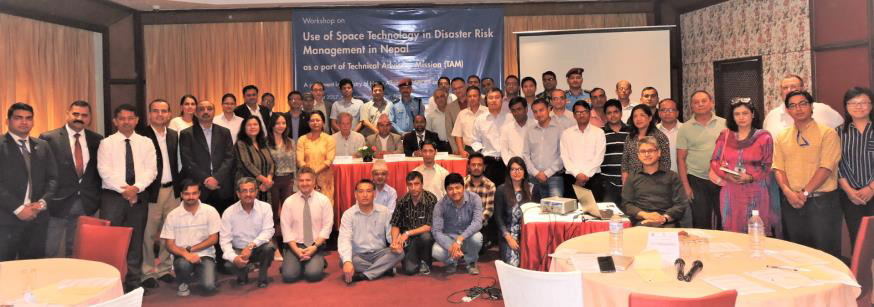 Workshop on
Use of Space Technology in Disaster Risk
Management in Nepal
as a part of Technical Advisory Mission (TAM)